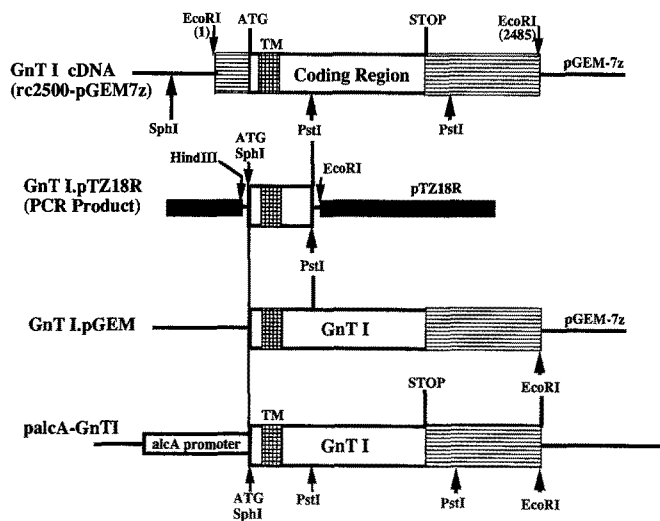 EcoRI
(1)
ATG
STOP
EcoRI
(2485)
TM
pGEM-7z
GnT I cDNA
(rc2500-pGEM7z)
Coding Region
SphI
PstI
PstI
ATG
SphI
HindIII
EcoRI
GnT I.pTZ18R
(PCR Product)
pTZ18R
PstI
GnT I.pGEM
GnT I
pGEM-7z
STOP
EcoRI
palcA-GnTI
TM
alcA promoter
GnT I
ATG
SphI
PstI
PstI
EcoRI